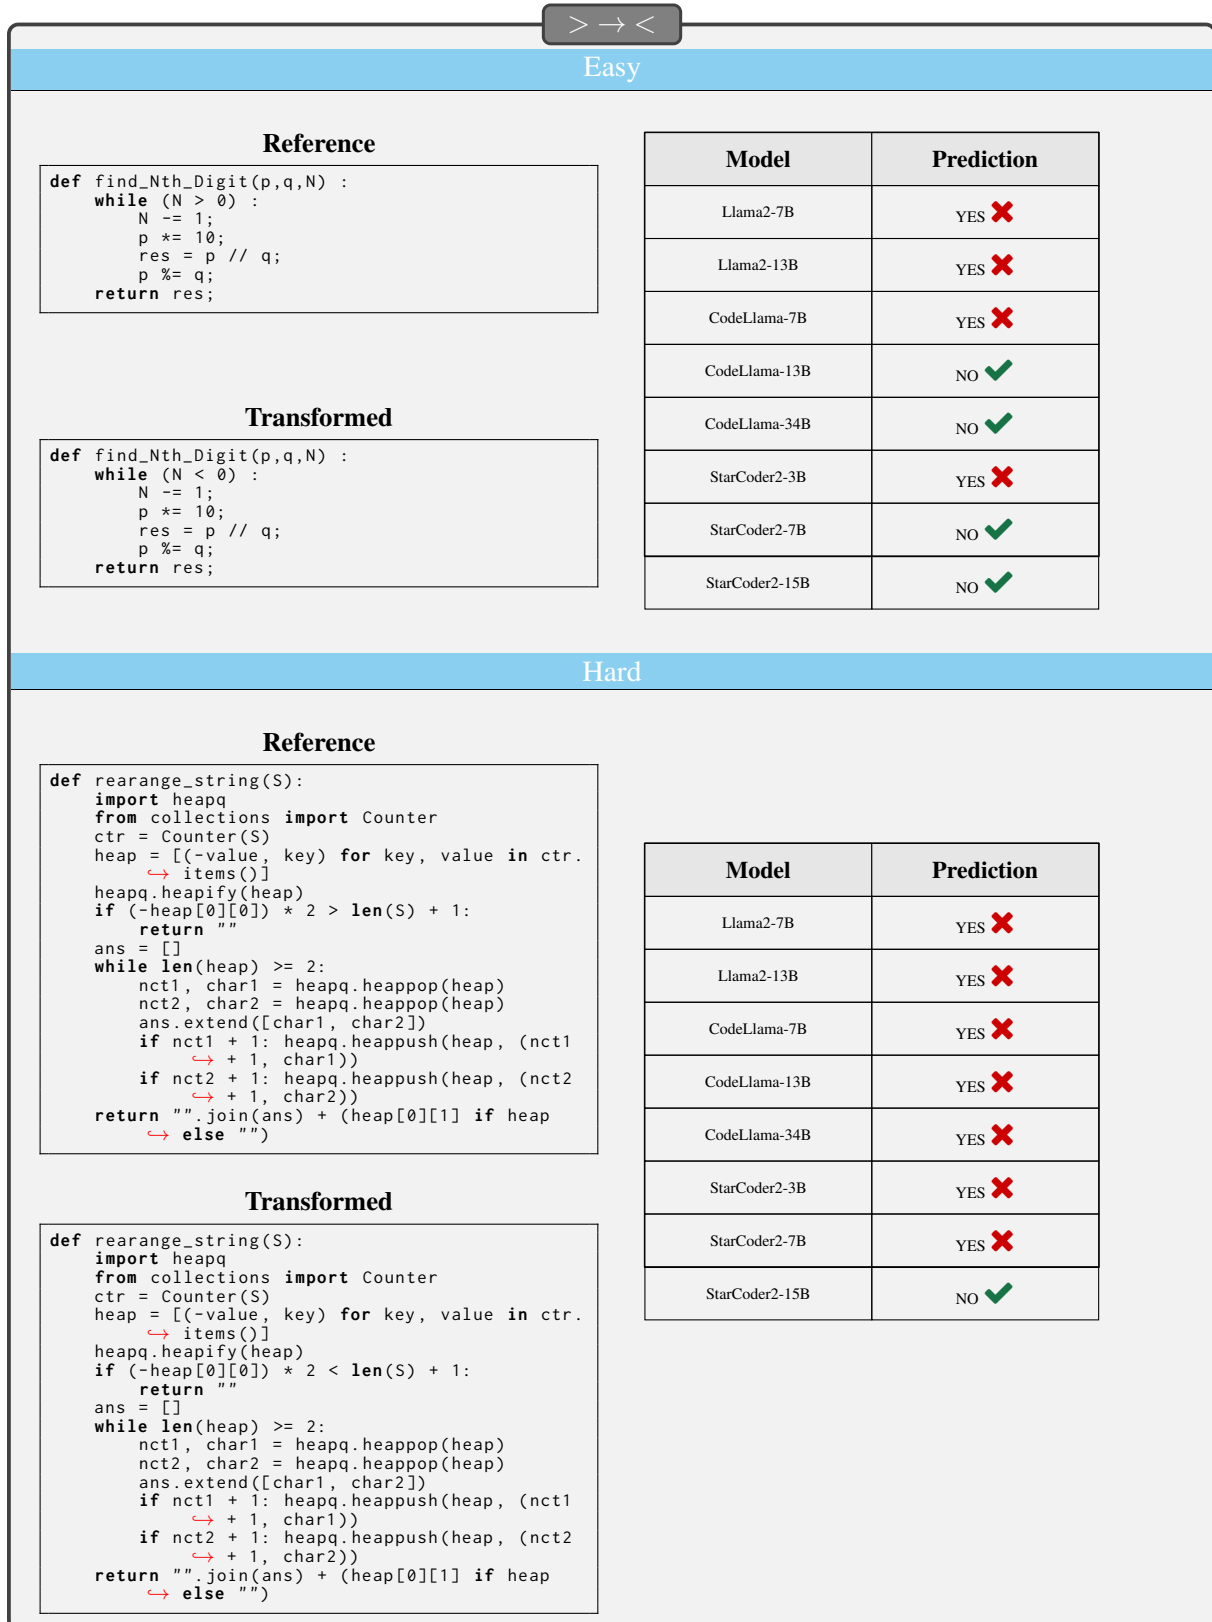 > → <
Easy
Reference
def find_Nth_Digit(p,q,N) :
    while (N > 0) :
        N -= 1;
        p *= 10;
        res = p // q;
        p %= q;
    return res;
Transformed
def find_Nth_Digit(p,q,N) :
    while (N < 0) :
        N -= 1;
        p *= 10;
        res = p // q;
        p %= q;
    return res;
Model Prediction
Llama2-7B YES ✖
Llama2-13B YES ✖
CodeLlama-7B YES ✖
CodeLlama-13B NO ✔
CodeLlama-34B NO ✔
StarCoder2-3B YES ✖
StarCoder2-7B NO ✔
StarCoder2-15B NO ✔
Hard
Reference
def rearange_string(S):
    import heapq
    from collections import Counter
    ctr = Counter(S)
    heap = [(-value, key) for key, value in ctr.
        ↪ items()]
    heapq.heapify(heap)
    if (-heap[0][0]) * 2 > len(S) + 1:
        return ""
    ans = []
    while len(heap) >= 2:
        nct1, char1 = heapq.heappop(heap)
        nct2, char2 = heapq.heappop(heap)
        ans.extend([char1, char2])
        if nct1 + 1: heapq.heappush(heap, (nct1
            ↪ + 1, char1))
        if nct2 + 1: heapq.heappush(heap, (nct2
            ↪ + 1, char2))
    return "".join(ans) + (heap[0][1] if heap
        ↪ else "")
Transformed
def rearange_string(S):
    import heapq
    from collections import Counter
    ctr = Counter(S)
    heap = [(-value, key) for key, value in ctr.
        ↪ items()]
    heapq.heapify(heap)
    if (-heap[0][0]) * 2 < len(S) + 1:
        return ""
    ans = []
    while len(heap) >= 2:
        nct1, char1 = heapq.heappop(heap)
        nct2, char2 = heapq.heappop(heap)
        ans.extend([char1, char2])
        if nct1 + 1: heapq.heappush(heap, (nct1
            ↪ + 1, char1))
        if nct2 + 1: heapq.heappush(heap, (nct2
            ↪ + 1, char2))
    return "".join(ans) + (heap[0][1] if heap
        ↪ else "")
Model Prediction
Llama2-7B YES ✖
Llama2-13B YES ✖
CodeLlama-7B YES ✖
CodeLlama-13B YES ✖
CodeLlama-34B YES ✖
StarCoder2-3B YES ✖
StarCoder2-7B YES ✖
StarCoder2-15B NO ✔